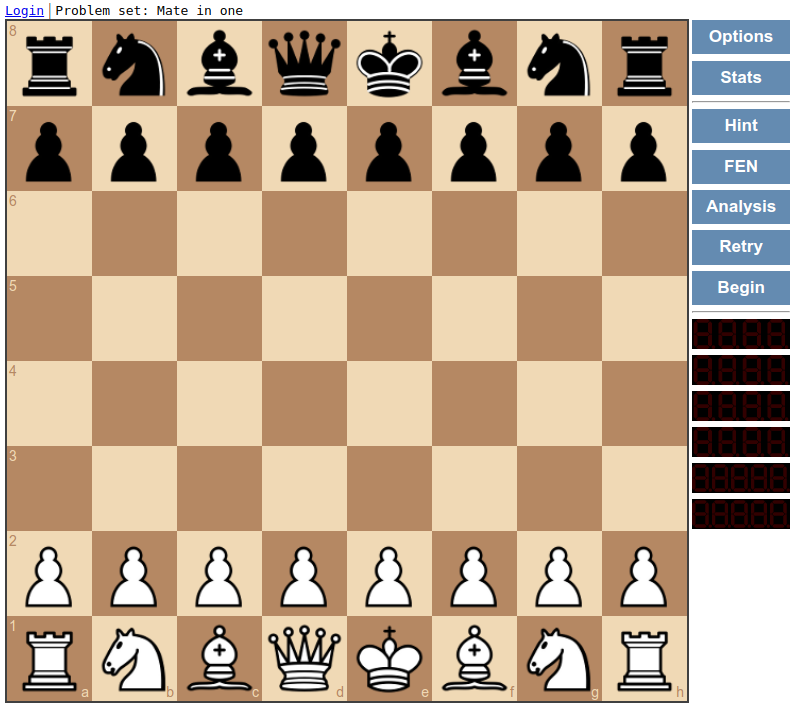 Login Problem set: Mate in one
8
7
6
5
4
3
2
1
a b c d e f g h
Options
Stats
Hint
FEN
Analysis
Retry
Begin